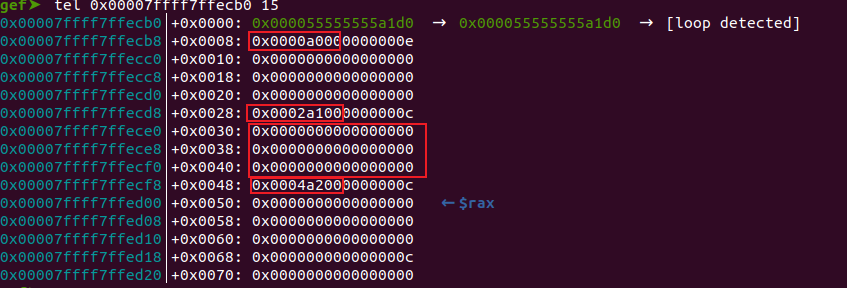 gef➤ tel 0x00007ffff7ffecb0 15
0x00007ffff7ffecb0│+0x0000: 0x000055555555a1d0 → 0x000055555555a1d0 → [loop detected]
0x00007ffff7ffecb8│+0x0008: 0x0000a0000000000e
0x00007ffff7ffecc0│+0x0010: 0x0000000000000000
0x00007ffff7ffecc8│+0x0018: 0x0000000000000000
0x00007ffff7ffecd0│+0x0020: 0x0000000000000000
0x00007ffff7ffecd8│+0x0028: 0x0002a1000000000c
0x00007ffff7ffece0│+0x0030: 0x0000000000000000
0x00007ffff7ffece8│+0x0038: 0x0000000000000000
0x00007ffff7ffecf0│+0x0040: 0x0000000000000000
0x00007ffff7ffecf8│+0x0048: 0x0004a2000000000c
0x00007ffff7ffed00│+0x0050: 0x0000000000000000 ←$rax
0x00007ffff7ffed08│+0x0058: 0x0000000000000000
0x00007ffff7ffed10│+0x0060: 0x0000000000000000
0x00007ffff7ffed18│+0x0068: 0x000000000000000c
0x00007ffff7ffed20│+0x0070: 0x0000000000000000